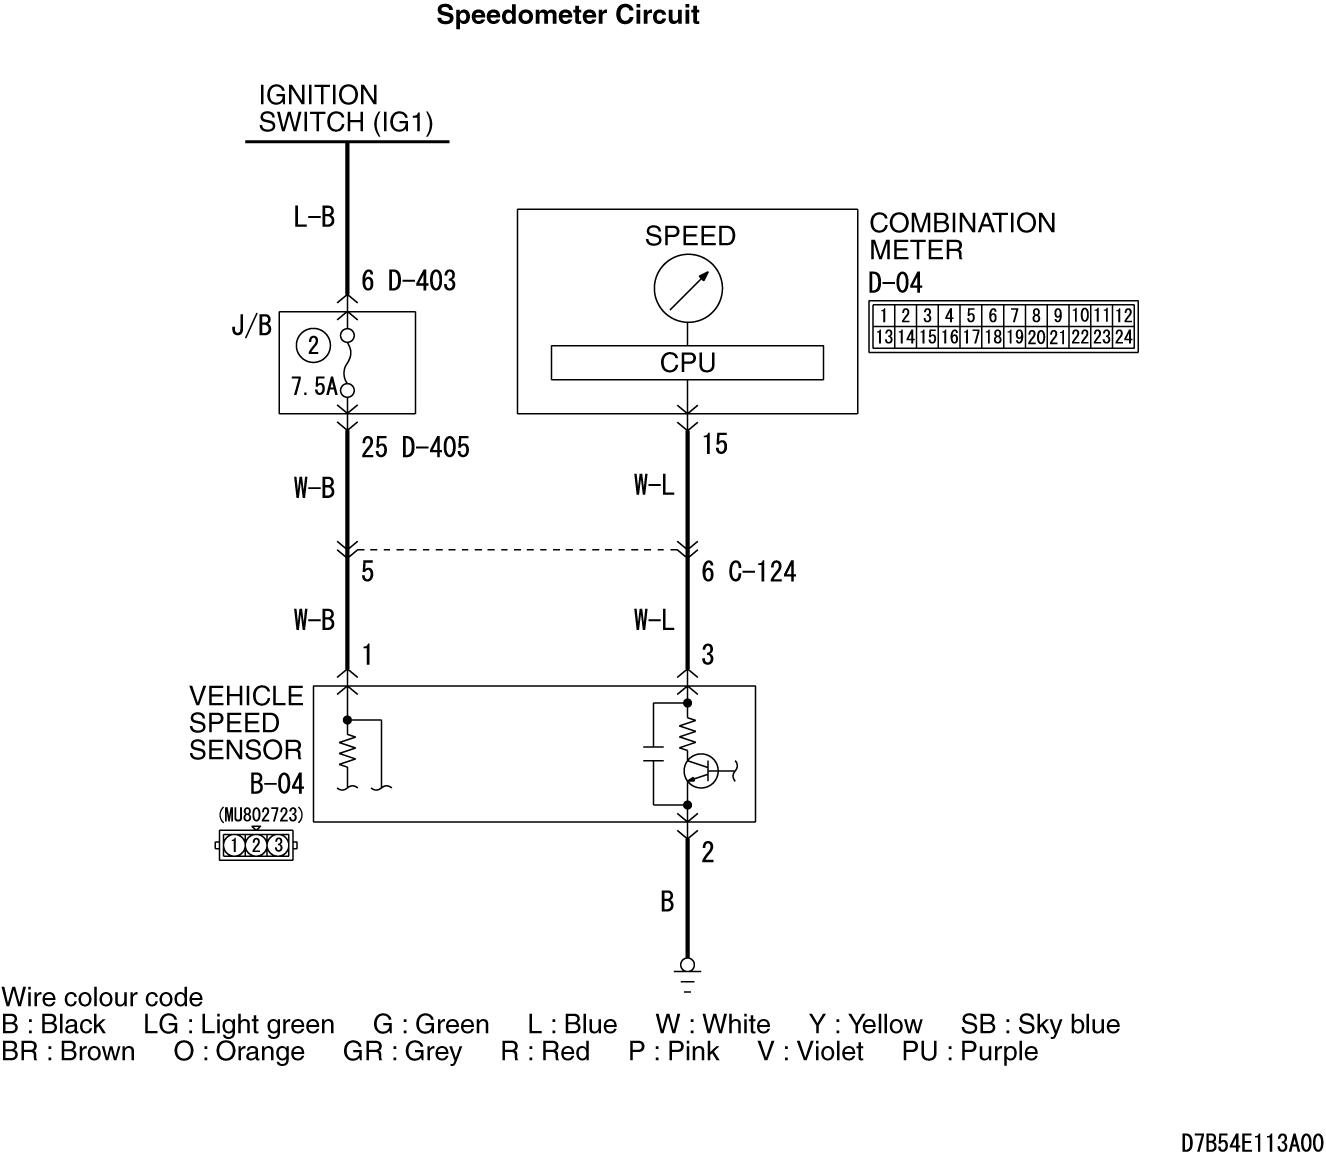 Speedometer Circuit
IGNITION
SWITCH (IG1)
L-B
6 D-403
J/B
2
7.5A
25 D-405
W-B
5
W-B
1
SPEED
CPU
COMBINATION
METER
D-04
1 2 3 4 5 6 7 8 9 10 11 12
13 14 15 16 17 18 19 20 21 22 23 24
15
W-L
6 C-124
W-L
3
VEHICLE
SPEED
SENSOR
B-04
(MU802723)
1 2 3
2
B
Wire colour code
B : Black LG : Light green G : Green L : Blue W : White Y : Yellow SB : Sky blue
BR : Brown O : Orange GR : Grey R : Red P : Pink V : Violet PU : Purple
D7B54E113A00